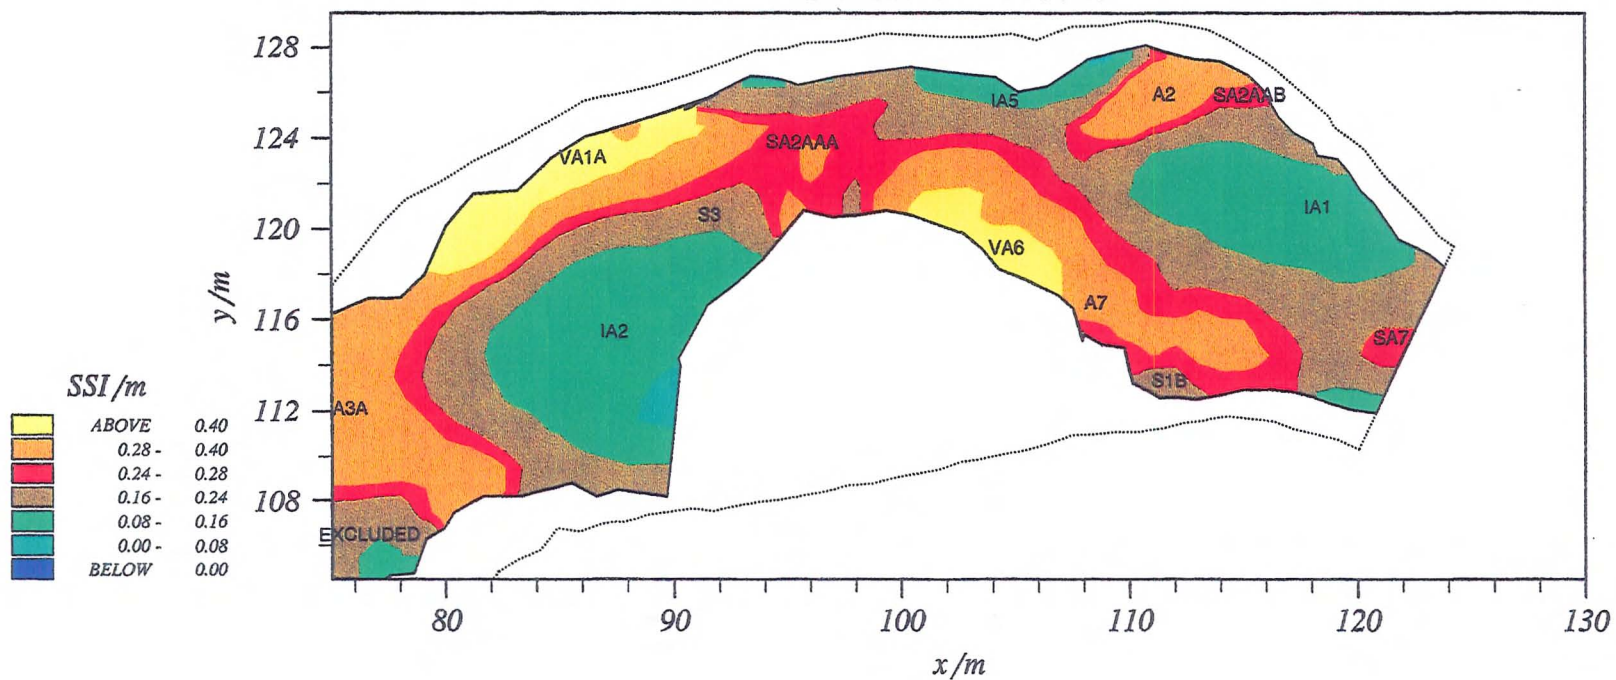 128
124
120
116
112
108
y/m
VA1A
SA2AAA
IA5
A2
SA2AAB
S3
VA6
IA1
IA2
A7
SA7
A3A
S1B
EXCLUDED
SSI/m
ABOVE 0.40
0.28 - 0.40
0.24 - 0.28
0.16 - 0.24
0.08 - 0.16
0.00 - 0.08
BELOW 0.00
80 90 100 110 120 130
x/m